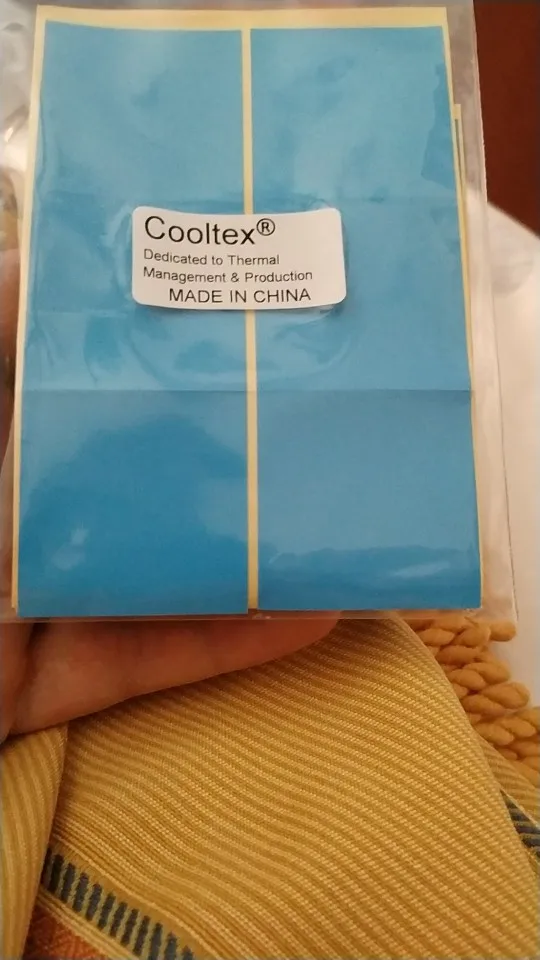 Cooltex®
Dedicated to Thermal
Management & Production
MADE IN CHINA